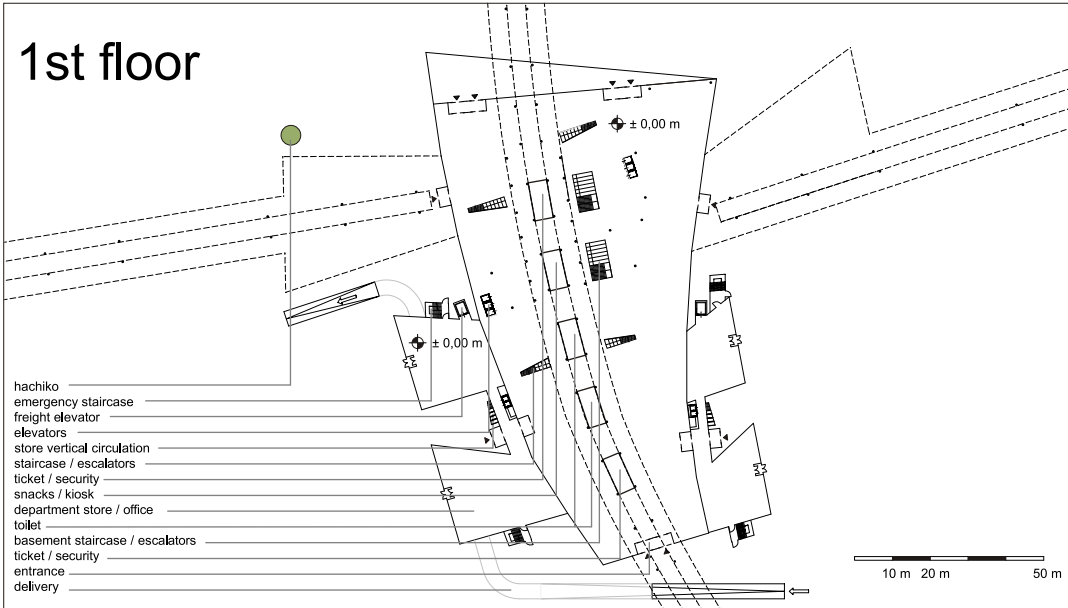 1st floor
± 0,00 m
± 0,00 m
hachiko
emergency staircase
freight elevator
elevators
store vertical circulation
staircase / escalators
ticket / security
snacks / kiosk
department store / office
toilet
basement staircase / escalators
ticket / security
entrance
delivery
10 m 20 m 50 m